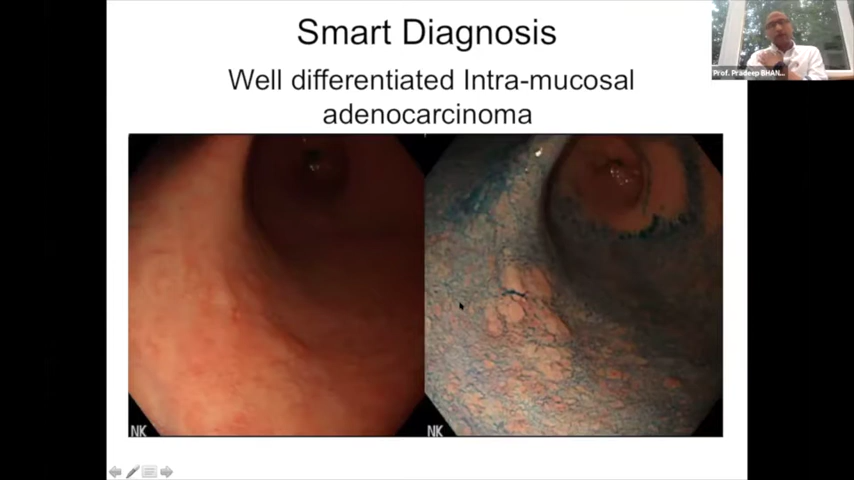 Smart Diagnosis
Prof. Pradeep BHAN...
Well differentiated Intra-mucosal
adenocarcinoma
NK
NK